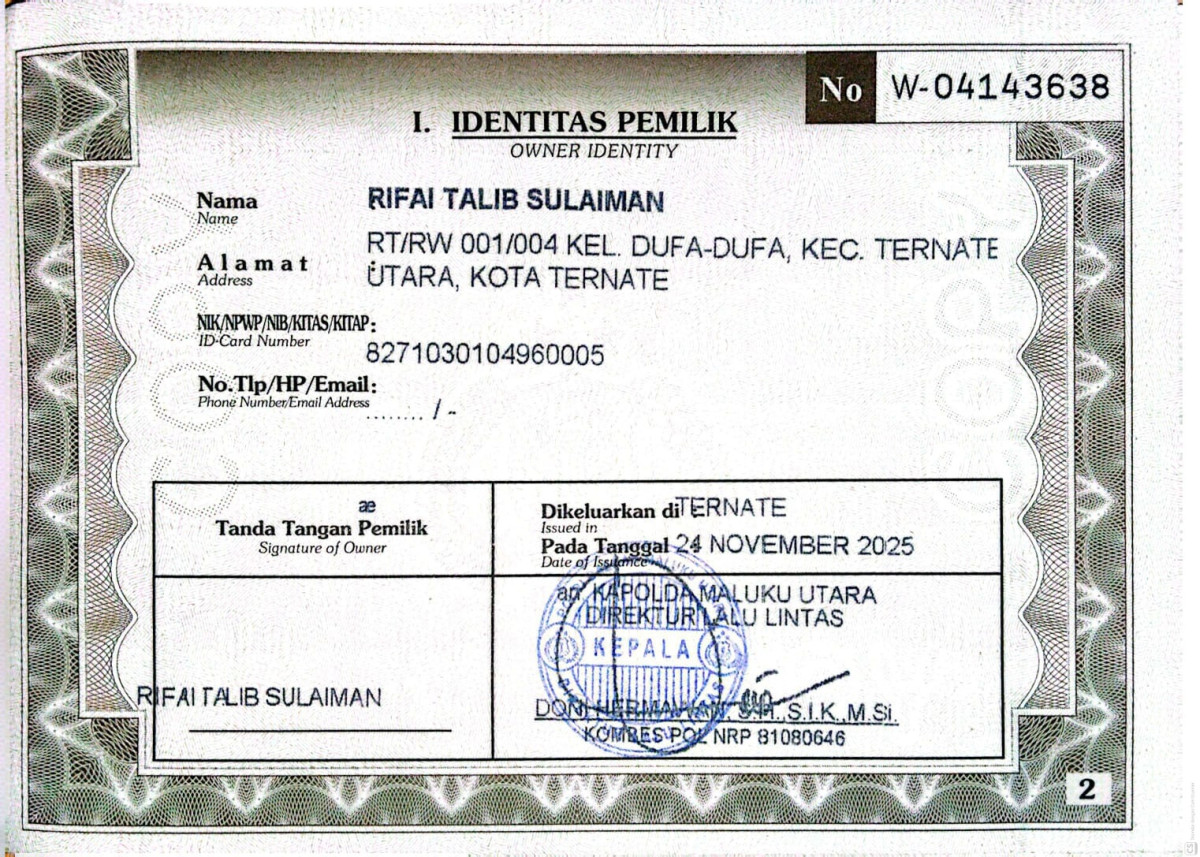 No W-04143638
I. IDENTITAS PEMILIK
OWNER IDENTITY
Nama RIFAI TALIB SULAIMAN
Name
Alamat RT/RW 001/004 KEL. DUFA-DUFA, KEC. TERNATE
Address UTARA, KOTA TERNATE
NIK/NPWP/NIB/KITAS/KITAP:
ID-Card Number
8271030104960005
No.Tlp/HP/Email:
Phone Number/Email Address
....... / -
æ
Tanda Tangan Pemilik
Signature of Owner
Dikeluarkan di TERNATE
Issued in
Pada Tanggal 24 NOVEMBER 2025
Date of Issuance
an KAPOLDA MALUKU UTARA
DIREKTUR LALU LINTAS
KEPALA
RIFAI TALIB SULAIMAN
DONI HERMAWAN, S.H., S.I.K., M.Si.
KOMBES POL NRP 81080646
2